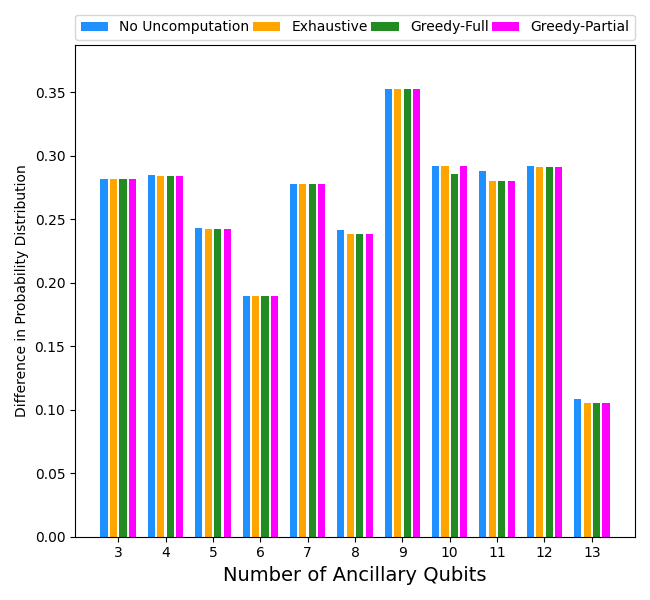 No Uncomputation Exhaustive Greedy-Full Greedy-Partial
Difference in Probability Distribution
0.35
0.30
0.25
0.20
0.15
0.10
0.05
0.00
3 4 5 6 7 8 9 10 11 12 13
Number of Ancillary Qubits